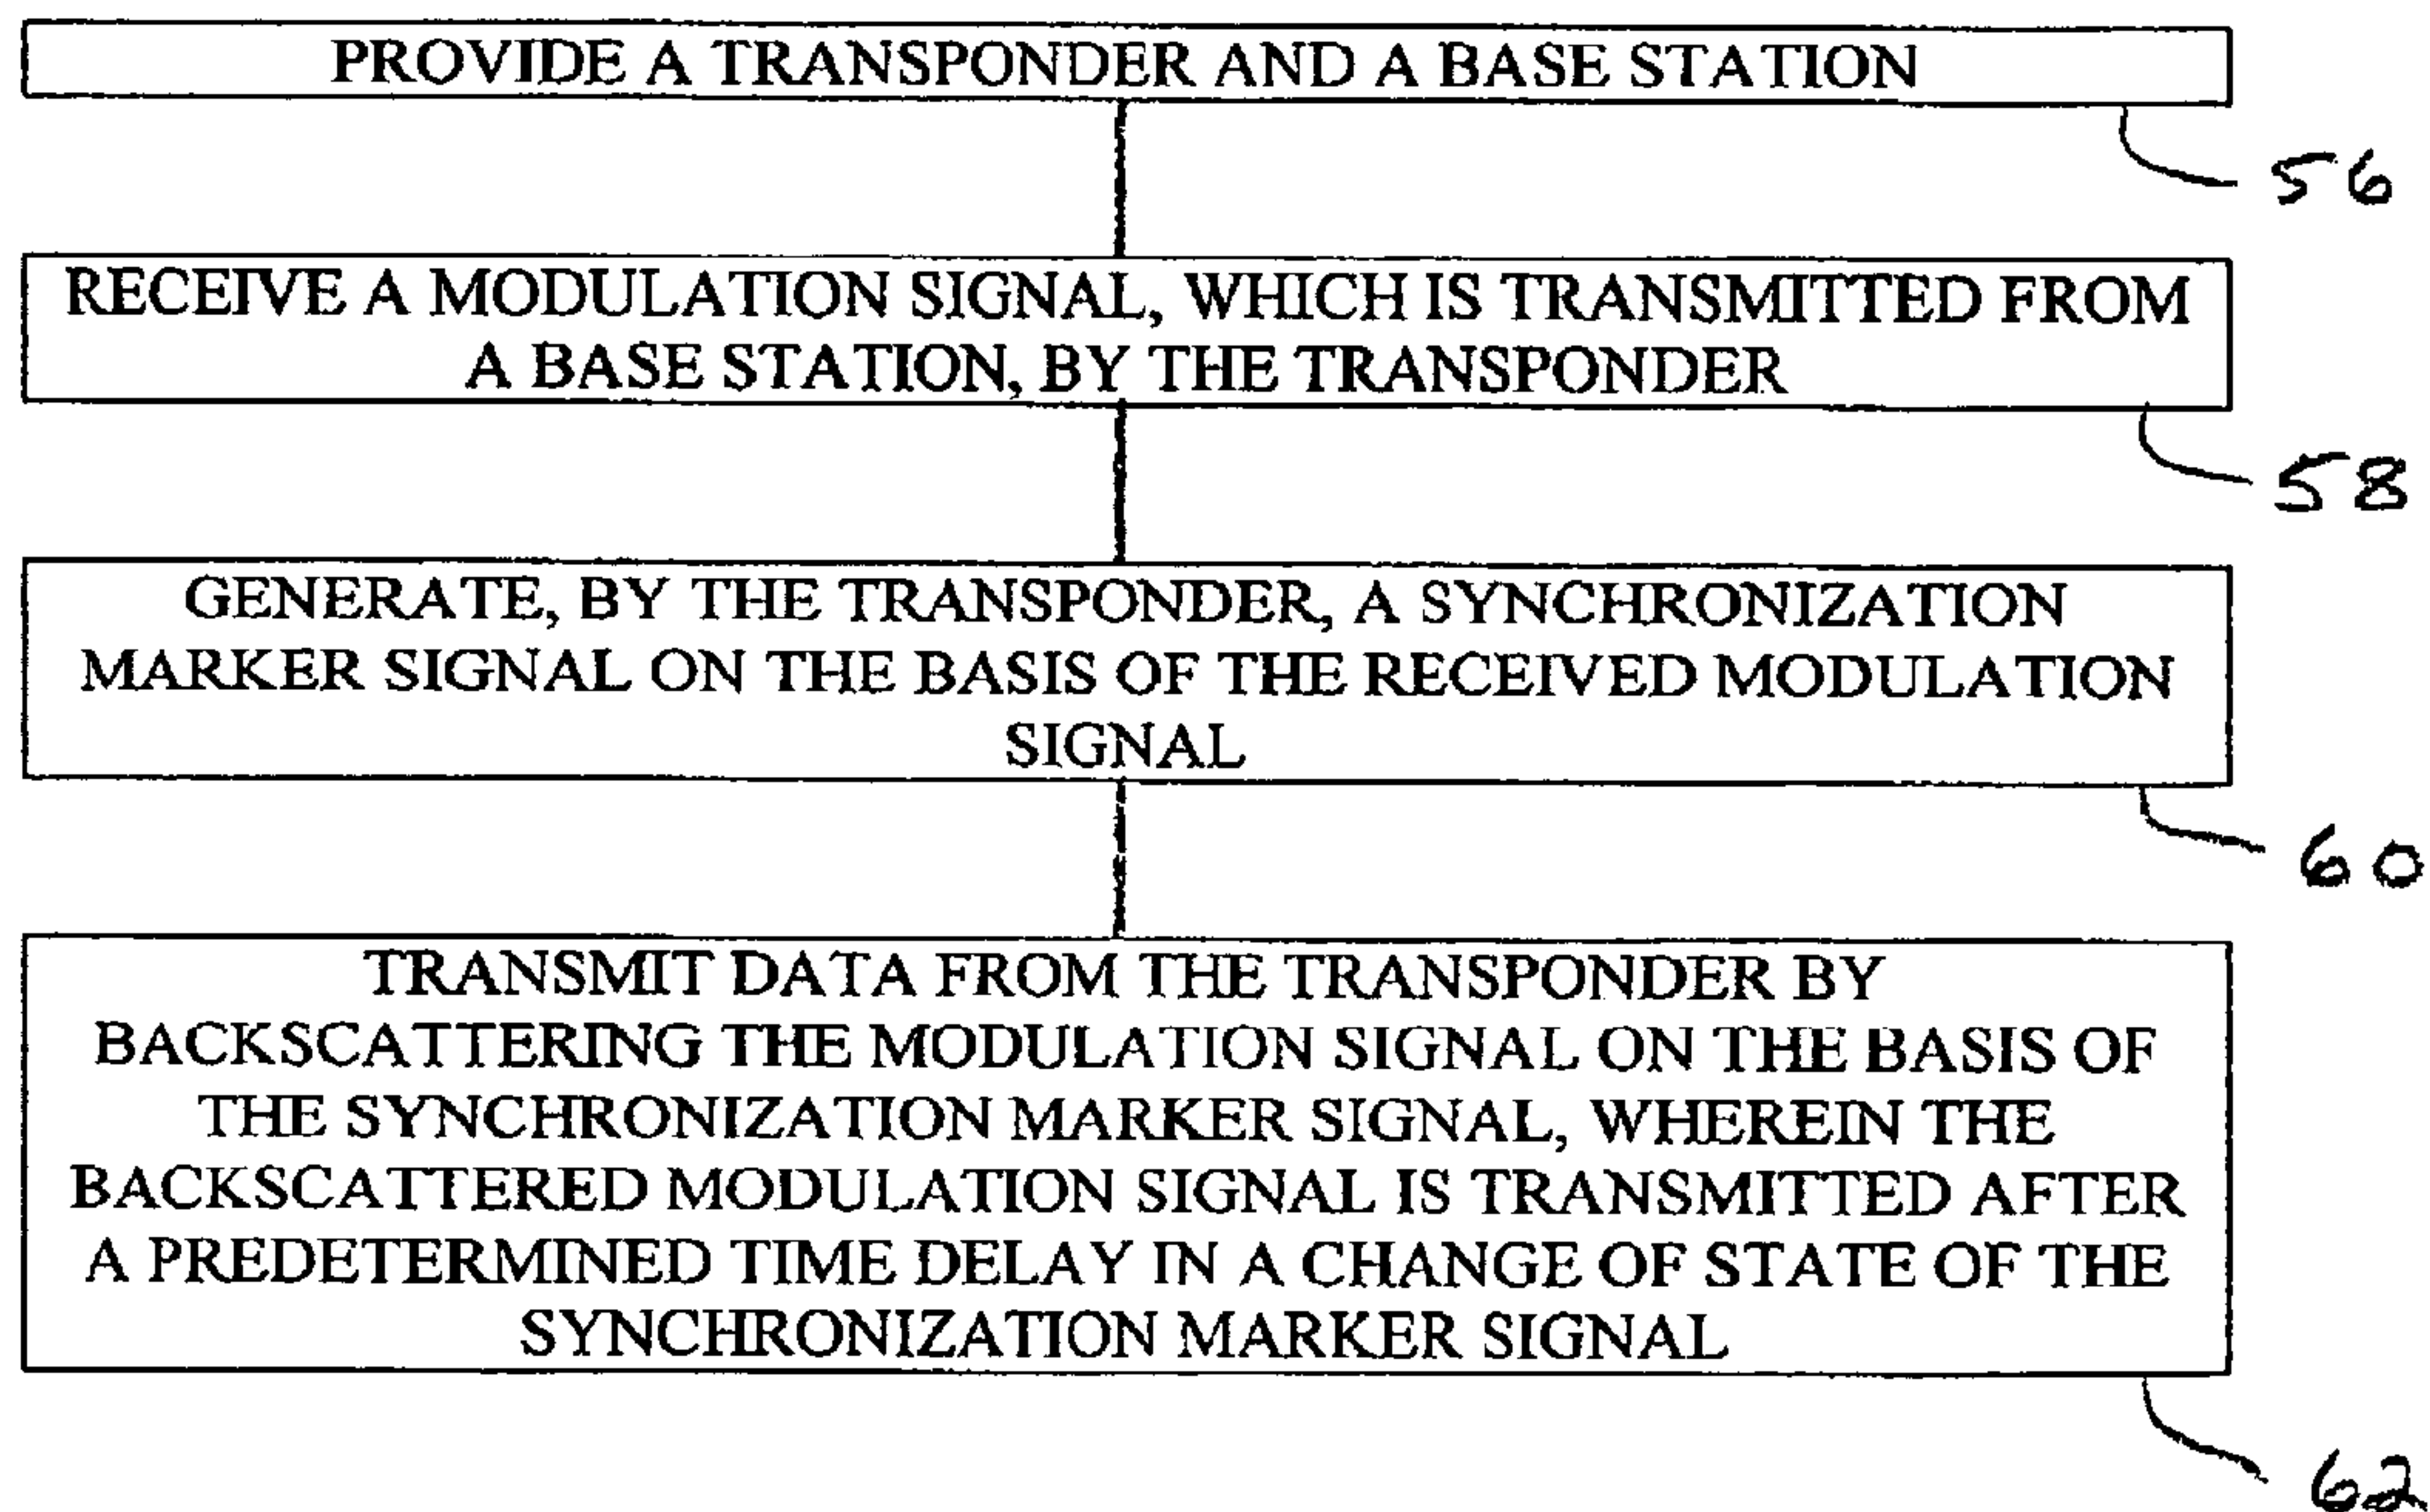 PROVIDE A TRANSPONDER AND A BASE STATION
56
RECEIVE A MODULATION SIGNAL, WHICH IS TRANSMITTED FROM
A BASE STATION, BY THE TRANSPONDER
58
GENERATE, BY THE TRANSPONDER, A SYNCHRONIZATION
MARKER SIGNAL ON THE BASIS OF THE RECEIVED MODULATION
SIGNAL
60
TRANSMIT DATA FROM THE TRANSPONDER BY
BACKSCATTERING THE MODULATION SIGNAL ON THE BASIS OF
THE SYNCHRONIZATION MARKER SIGNAL, WHEREIN THE
BACKSCATTERED MODULATION SIGNAL IS TRANSMITTED AFTER
A PREDETERMINED TIME DELAY IN A CHANGE OF STATE OF THE
SYNCHRONIZATION MARKER SIGNAL
62